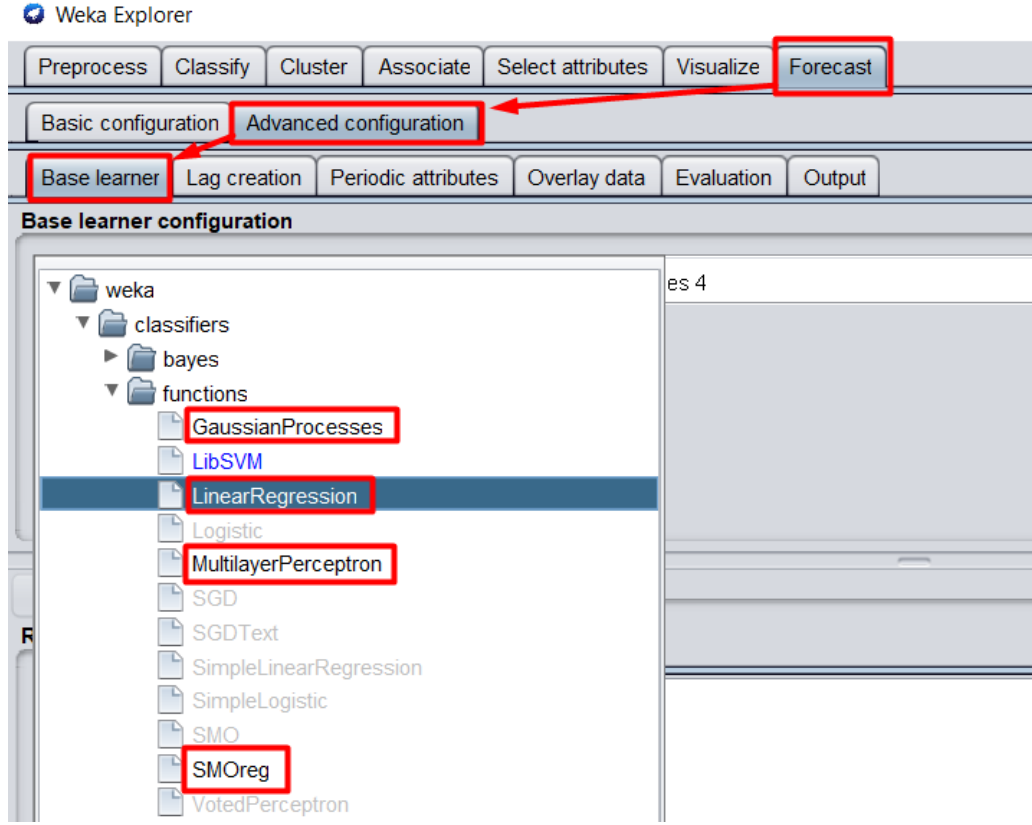 Weka Explorer
Preprocess Classify Cluster Associate Select attributes Visualize Forecast
Basic configuration Advanced configuration
Base learner Lag creation Periodic attributes Overlay data Evaluation Output
Base learner configuration
es 4
weka
classifiers
bayes
functions
GaussianProcesses
LibSVM
LinearRegression
Logistic
MultilayerPerceptron
SGD
SGDText
R
SimpleLinearRegression
SimpleLogistic
SMO
SMOreg
VotedPerceptron